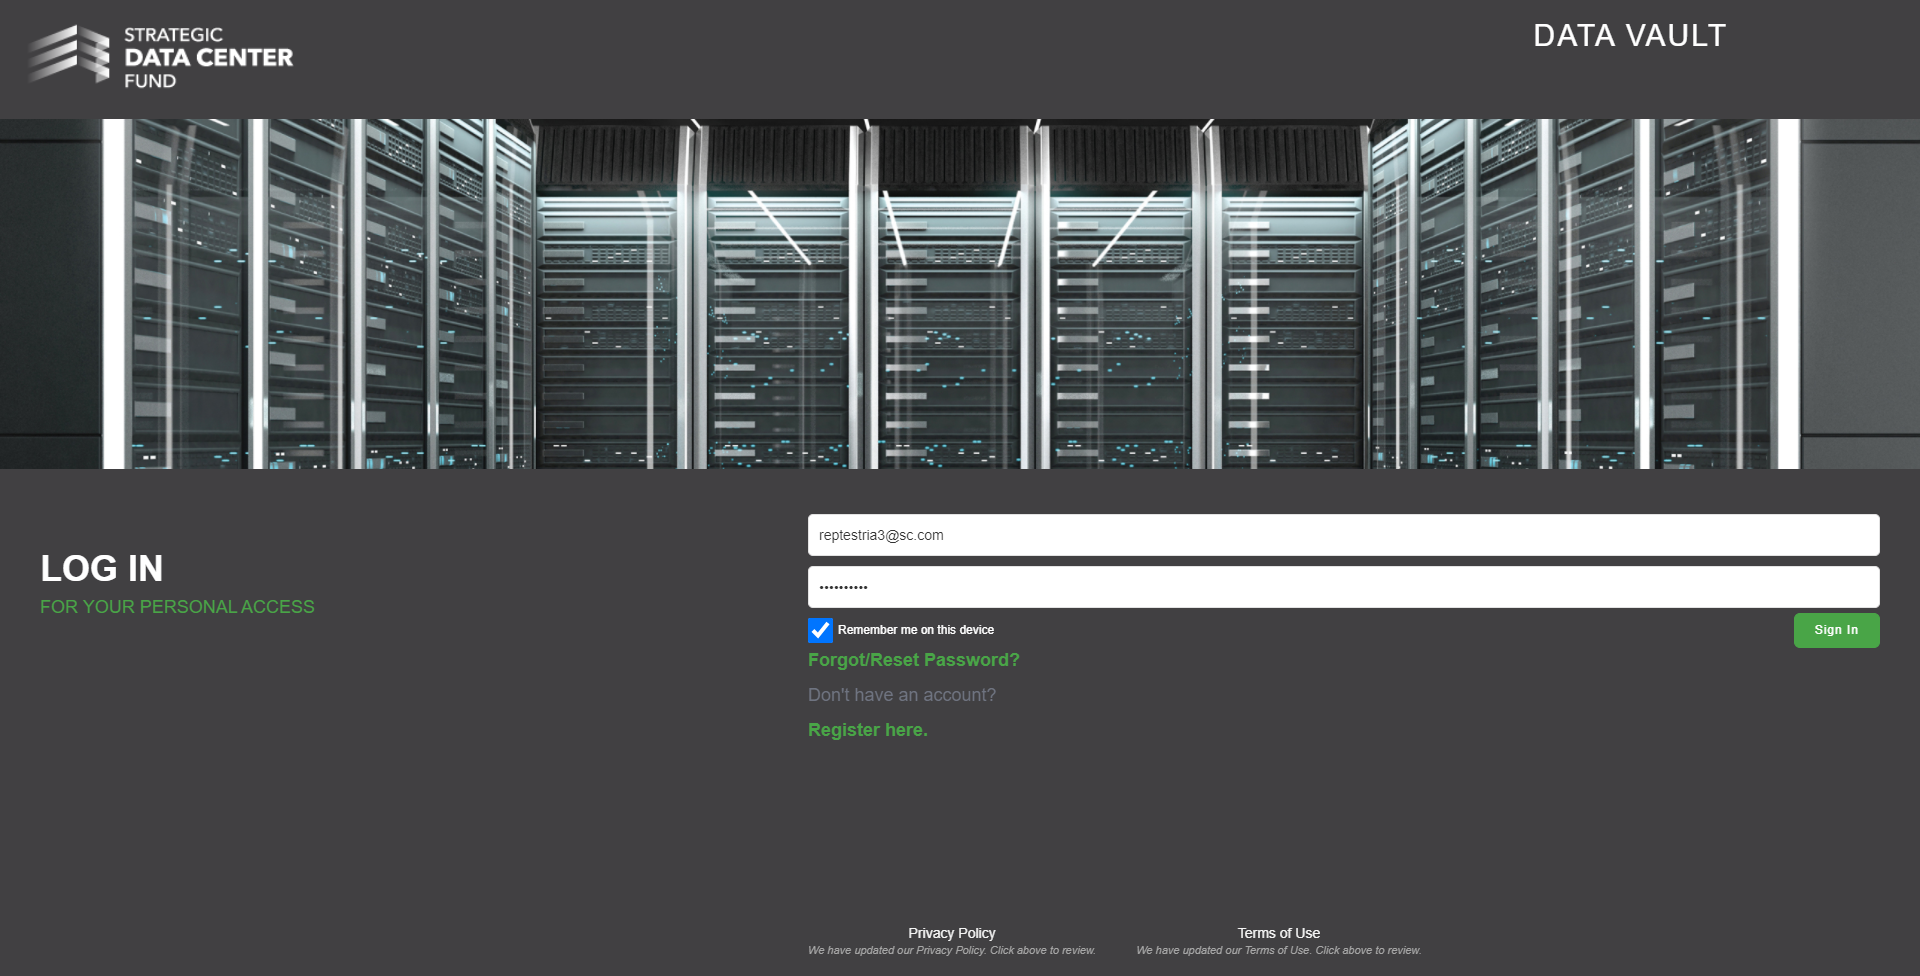 STRATEGIC
DATA CENTER
FUND
DATA VAULT
LOG IN
FOR YOUR PERSONAL ACCESS
reptestria3@sc.com
••••••••••
Remember me on this device
Sign In
Forgot/Reset Password?
Don't have an account?
Register here.
Privacy Policy
We have updated our Privacy Policy. Click above to review.
Terms of Use
We have updated our Terms of Use. Click above to review.